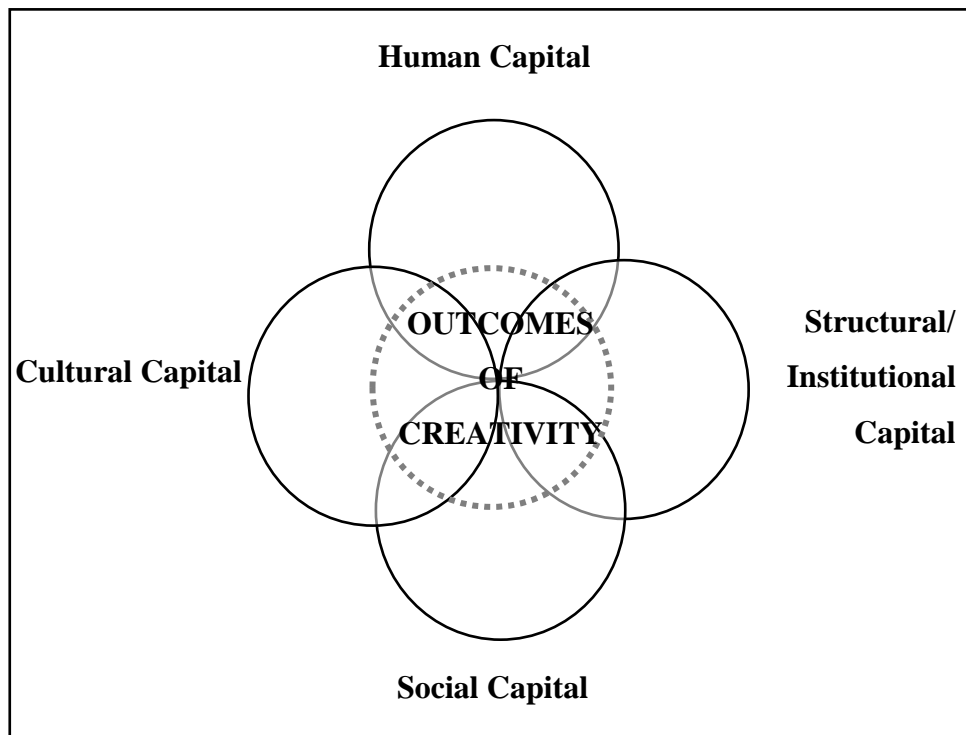 Human Capital
OUTCOMES
OF
CREATIVITY
Cultural Capital
Structural/
Institutional
Capital
Social Capital